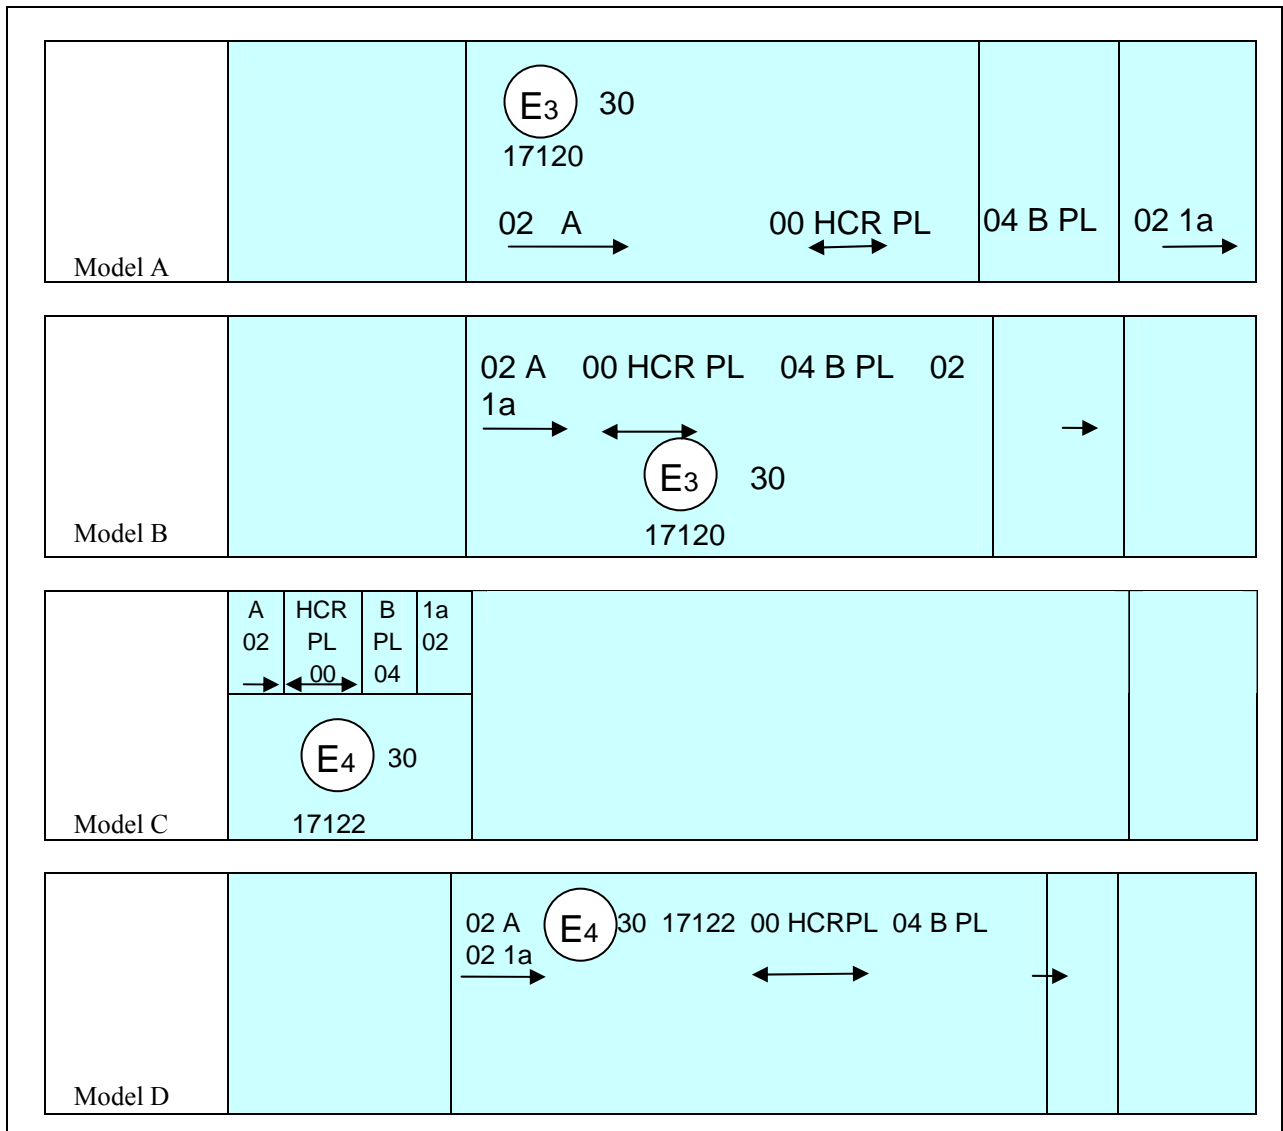 E3 30
17120
02 A 00 HCR PL 04 B PL 02 1a
Model A
02 A 00 HCR PL 04 B PL 02
1a
E3 30
17120
Model B
A HCR B 1a
02 PL PL 02
00 04
E4 30
Model C 17122
02 A E4 30 17122 00 HCRPL 04 B PL
02 1a
Model D